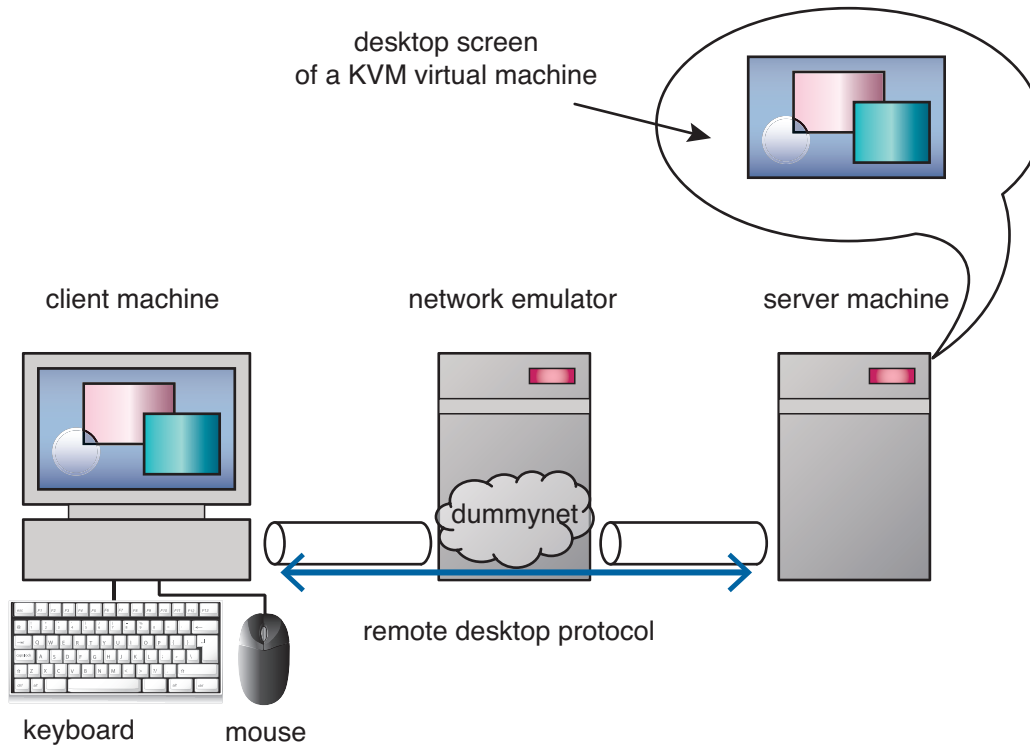 desktop screen
of a KVM virtual machine
client machine
network emulator
server machine
dummynet
remote desktop protocol
keyboard
mouse